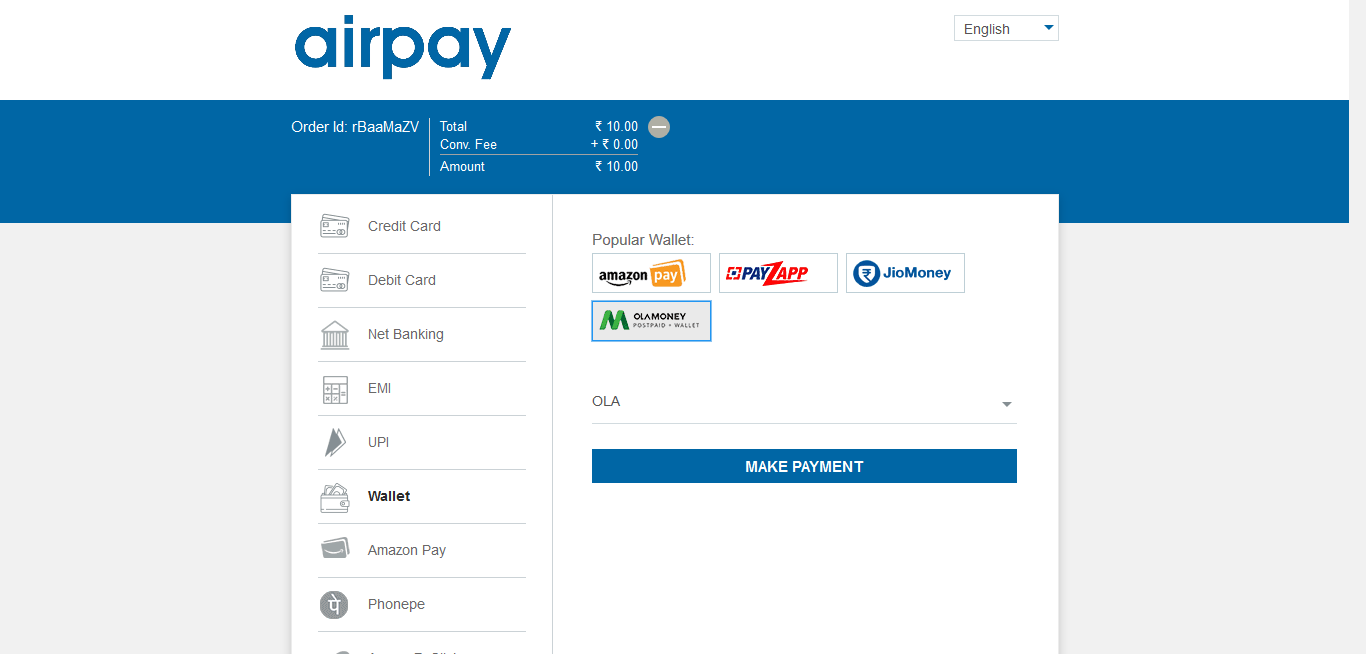 airpay
English
Order Id: rBaaMaZV
Total ₹ 10.00
Conv. Fee + ₹ 0.00
Amount ₹ 10.00
Credit Card
Debit Card
Net Banking
EMI
UPI
Wallet
Amazon Pay
Phonepe
Popular Wallet:
amazon pay
PAYZAPP
JioMoney
OLAMONEY
POSTPAID + WALLET
OLA
MAKE PAYMENT